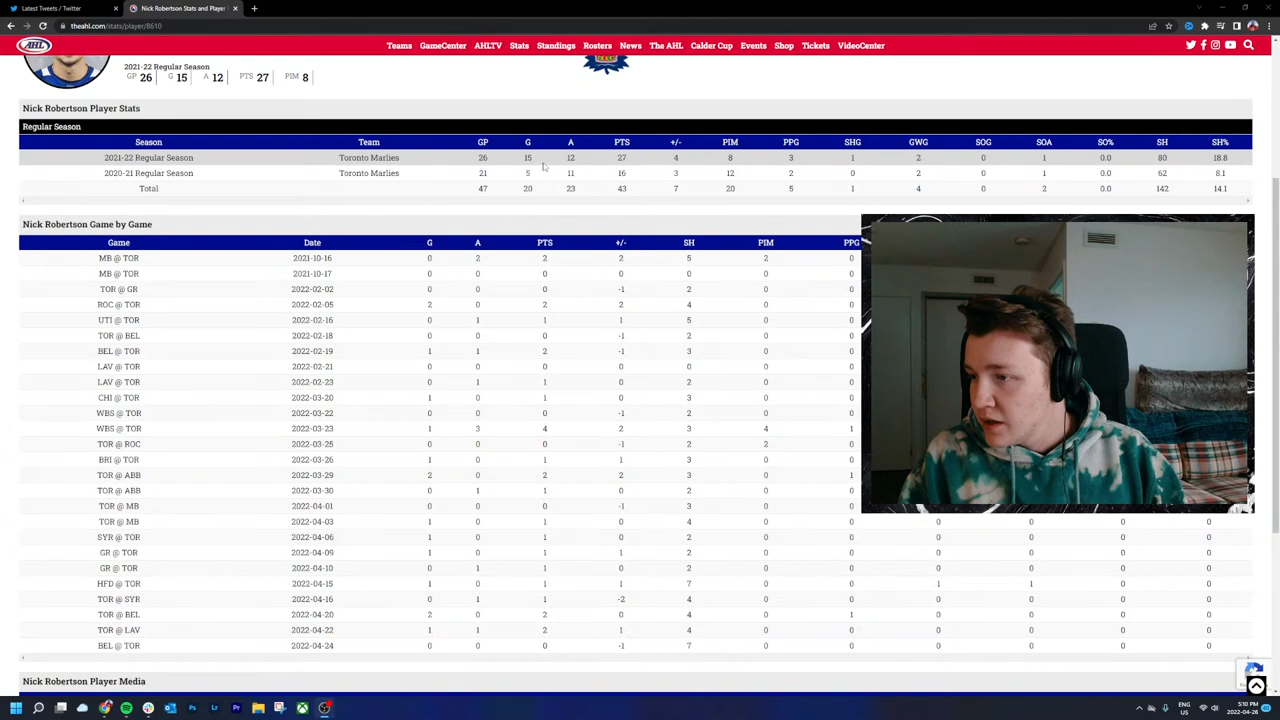 Latest Tweets / Twitter
Nick Robertson Stats and Player
theahl.com/stats/player/8610
AHL Teams GameCenter AHLTV Stats Standings Rosters News The AHL Calder Cup Events Shop Tickets VideoCenter
2021-22 Regular Season
GP 26 G 15 A 12 PTS 27 PIM 8
Nick Robertson Player Stats
Regular Season
Season Team GP G A PTS +/- PIM PPG SHG GWG SOG SOA SO% SH SH%
2021-22 Regular Season Toronto Marlies 26 15 12 27 4 8 3 1 2 0 1 0.0 80 18.8
2020-21 Regular Season Toronto Marlies 21 5 11 16 3 12 2 0 2 0 1 0.0 62 8.1
Total 47 20 23 43 7 20 5 1 4 0 2 0.0 142 14.1
Nick Robertson Game by Game
Game Date G A PTS +/- SH PIM PPG
MB @ TOR 2021-10-16 0 2 2 2 5 2 0
MB @ TOR 2021-10-17 0 0 0 0 0 0 0
TOR @ GR 2022-02-02 0 0 0 -1 2 0 0
ROC @ TOR 2022-02-05 2 0 2 2 4 0 0
UTI @ TOR 2022-02-16 0 1 1 1 5 0 0
TOR @ BEL 2022-02-18 0 0 0 -1 2 0 0
BEL @ TOR 2022-02-19 1 1 2 -1 3 0 0
LAV @ TOR 2022-02-21 0 0 0 0 0 0 0
LAV @ TOR 2022-02-23 0 1 1 0 2 0 0
CHI @ TOR 2022-03-20 1 0 1 0 3 0 0
WBS @ TOR 2022-03-22 0 0 0 -1 2 0 0
WBS @ TOR 2022-03-23 1 3 4 2 3 4 1
TOR @ ROC 2022-03-25 0 0 0 -1 2 2 0
BRI @ TOR 2022-03-26 1 0 1 1 3 0 0
TOR @ ABB 2022-03-29 2 0 2 2 3 0 1
TOR @ ABB 2022-03-30 0 1 1 0 2 0 0
TOR @ MB 2022-04-01 0 0 0 -1 3 0 0
TOR @ MB 2022-04-03 1 0 1 0 4 0 0 0 0 0 0
SYR @ TOR 2022-04-06 1 0 1 0 2 0 0 0 0 0 0
GR @ TOR 2022-04-09 1 0 1 1 2 0 0 0 0 0 0
GR @ TOR 2022-04-10 0 1 1 0 2 0 0 0 0 0 0
HFD @ TOR 2022-04-15 1 0 1 1 7 0 0 1 1 0 0
TOR @ SYR 2022-04-16 0 1 1 -2 4 0 0 0 0 0 0
TOR @ BEL 2022-04-20 2 0 2 0 4 0 1 0 0 0 0
TOR @ LAV 2022-04-22 1 1 2 1 4 0 0 0 0 0 0
BEL @ TOR 2022-04-24 0 0 0 -1 7 0 0 0 0 0 0
Nick Robertson Player Media
ENG
US
5:10 PM
2022-04-26